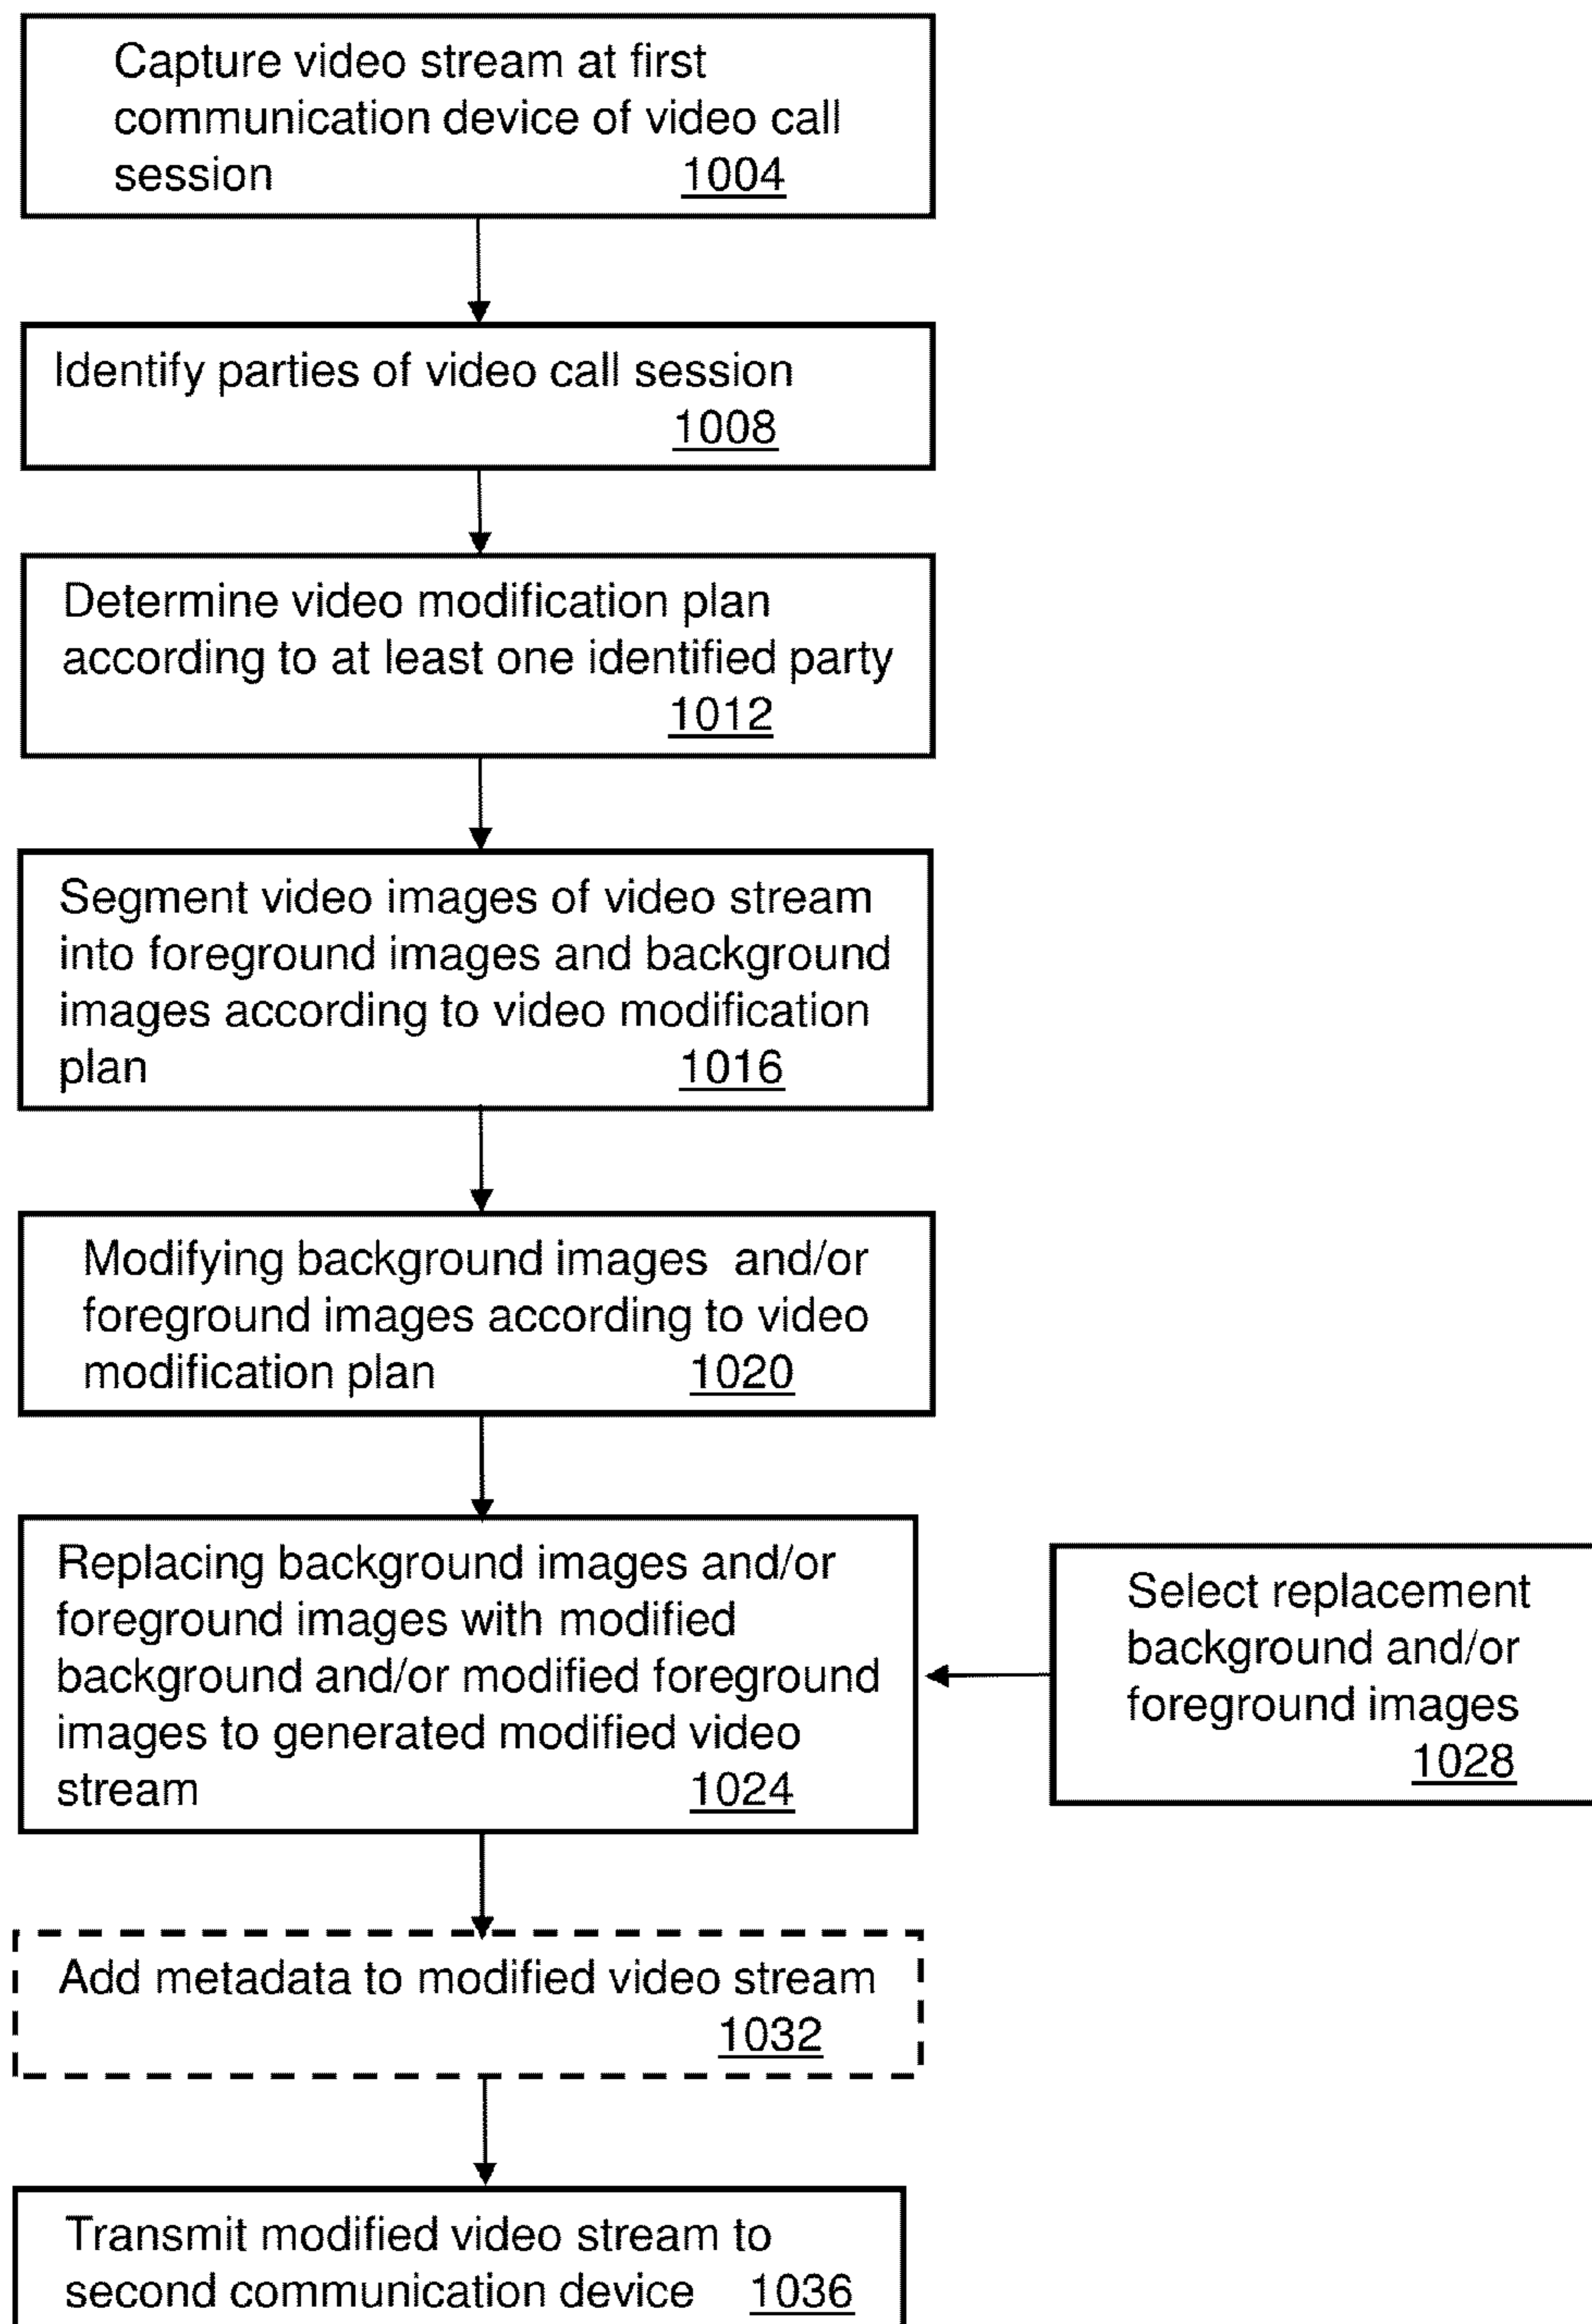 Capture video stream at first
communication device of video call
session 1004
Identify parties of video call session
1008
Determine video modification plan
according to at least one identified party
1012
Segment video images of video stream
into foreground images and background
images according to video modification
plan 1016
Modifying background images and/or
foreground images according to video
modification plan 1020
Replacing background images and/or
foreground images with modified
background and/or modified foreground
images to generated modified video
stream 1024
Select replacement
background and/or
foreground images
1028
Add metadata to modified video stream
1032
Transmit modified video stream to
second communication device 1036